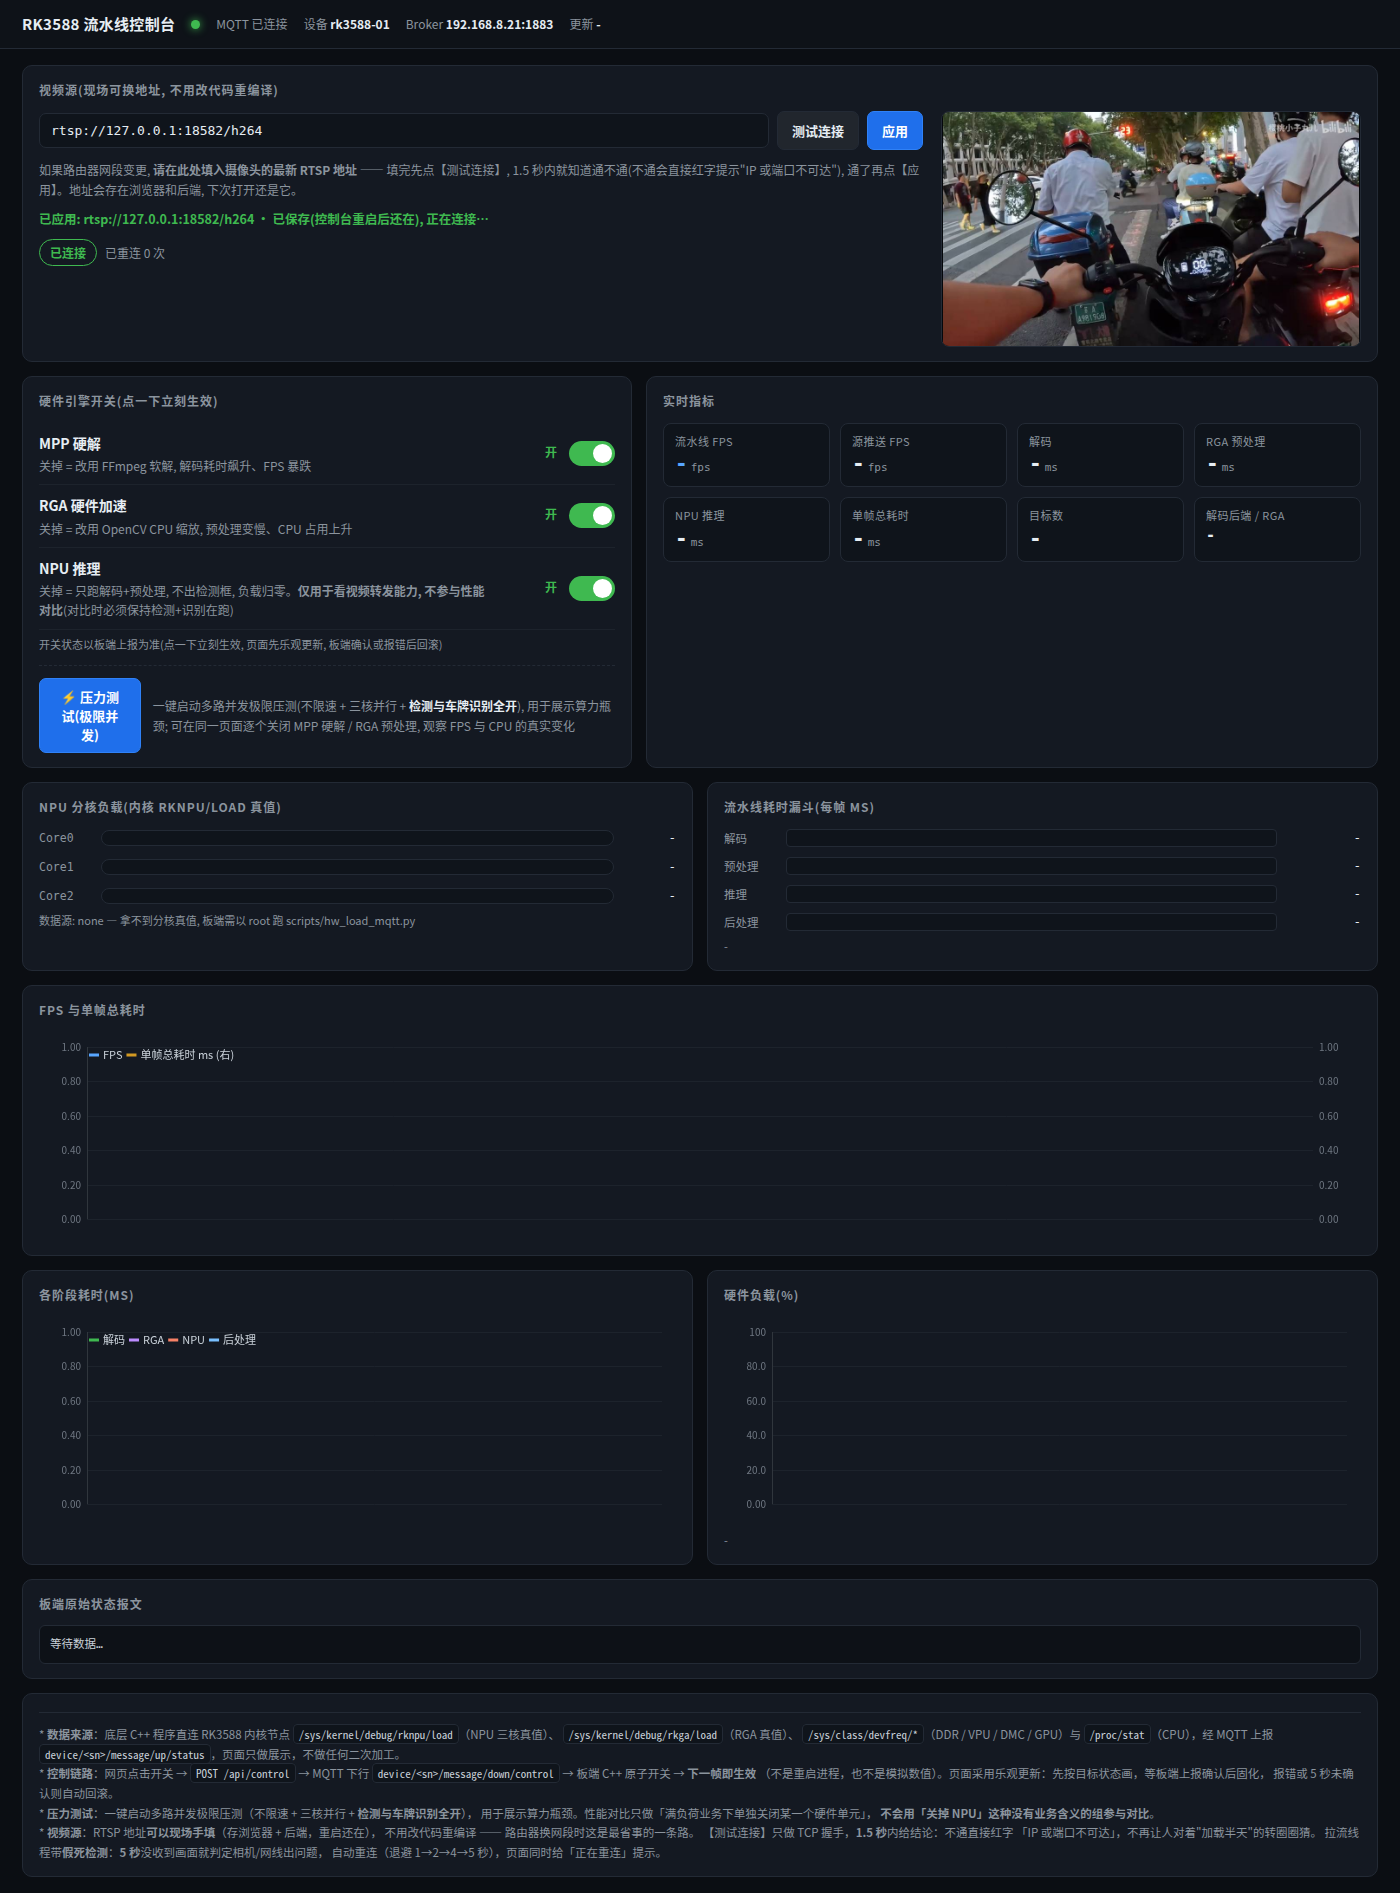 RK3588 流水线控制台 MQTT 已连接 设备 rk3588-01 Broker 192.168.8.21:1883 更新 -
视频源(现场可换地址, 不用改代码重编译)
rtsp://127.0.0.1:18582/h264 测试连接 应用
如果路由器网段变更, 请在此处填入摄像头的最新 RTSP 地址 —— 填完先点【测试连接】, 1.5 秒内就知道通不通(不通会直接红字提示"IP 或端口不可达"), 通了再点【应
用】。地址会存在浏览器和后端, 下次打开还是它。
已应用: rtsp://127.0.0.1:18582/h264 · 已保存(控制台重启后还在), 正在连接…
已连接 已重连 0 次
23
bilibili
00
硬件引擎开关(点一下立刻生效)
MPP 硬解
关掉 = 改用 FFmpeg 软解, 解码耗时飙升、FPS 暴跌
开
RGA 硬件加速
关掉 = 改用 OpenCV CPU 缩放, 预处理变慢、CPU 占用上升
开
NPU 推理
关掉 = 只跑解码+预处理, 不出检测框, 负载归零。仅用于看视频转发能力, 不参与性能
对比(对比时必须保持检测+识别在跑)
开
开关状态以板端上报为准(点一下立刻生效, 页面先乐观更新, 板端确认或报错后回滚)
⚡ 压力测
试(极限并
发)
一键启动多路并发极限压测(不限速 + 三核并行 + 检测与车牌识别全开), 用于展示算力瓶
颈; 可在同一页面逐个关闭 MPP 硬解 / RGA 预处理, 观察 FPS 与 CPU 的真实变化
实时指标
流水线 FPS 源推送 FPS 解码 RGA 预处理
- fps - fps - ms - ms
NPU 推理 单帧总耗时 目标数 解码后端 / RGA
- ms - ms - -
NPU 分核负载(内核 RKNPU/LOAD 真值)
Core0 -
Core1 -
Core2 -
数据源: none — 拿不到分核真值, 板端需以 root 跑 scripts/hw_load_mqtt.py
流水线耗时漏斗(每帧 MS)
解码 -
预处理 -
推理 -
后处理 -
-
FPS 与单帧总耗时
FPS 单帧总耗时 ms (右)
1.00 1.00
0.80 0.80
0.60 0.60
0.40 0.40
0.20 0.20
0.00 0.00
各阶段耗时(MS)
解码 RGA NPU 后处理
1.00
0.80
0.60
0.40
0.20
0.00
硬件负载(%)
100
80.0
60.0
40.0
20.0
0.00
-
板端原始状态报文
等待数据…
* 数据来源：底层 C++ 程序直连 RK3588 内核节点 /sys/kernel/debug/rknpu/load（NPU 三核真值）、 /sys/kernel/debug/rkga/load（RGA 真值）、 /sys/class/devfreq/*（DDR / VPU / DMC / GPU）与 /proc/stat（CPU），经 MQTT 上报
device/<sn>/message/up/status，页面只做展示，不做任何二次加工。
* 控制链路：网页点击开关 → POST /api/control → MQTT 下行 device/<sn>/message/down/control → 板端 C++ 原子开关 → 下一帧即生效 （不是重启进程，也不是模拟数值）。页面采用乐观更新：先按目标状态画，等板端上报确认后固化， 报错或 5 秒未确
认则自动回滚。
* 压力测试：一键启动多路并发极限压测（不限速 + 三核并行 + 检测与车牌识别全开）， 用于展示算力瓶颈。性能对比只做「满负荷业务下单独关闭某一个硬件单元」， 不会用「关掉 NPU」这种没有业务含义的组参与对比。
* 视频源：RTSP 地址可以现场手填（存浏览器 + 后端，重启还在）， 不用改代码重编译 —— 路由器换网段时这是最省事的一条路。 【测试连接】只做 TCP 握手，1.5 秒内给结论：不通直接红字 「IP 或端口不可达」，不再让人对着"加载半天"的转圈圈猜。 拉流线
程带假死检测：5 秒没收到画面就判定相机/网线出问题， 自动重连（退避 1→2→4→5 秒），页面同时给「正在重连」提示。